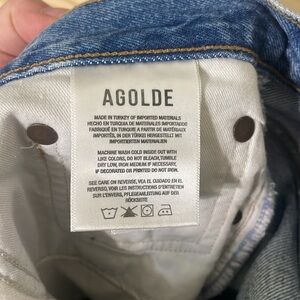 AGOLDE
MADE IN TURKEY OF IMPORTED MATERIALS
HECHO EN TURQUIA DE MATERIALES IMPORTADO
FABRIQUÉ EN TURQUIE A PARTIR DE MATÉRIAUX
IMPORTÉS, IN DER TÜRKEI HERGESTELLT MIT
IMPORTIERTEN MATERIALIEN
MACHINE WASH COLD INSIDE OUT WITH
LIKE COLORS, DO NOT BLEACH,TUMBLE
DRY LOW, IRON MEDIUM IF NECESSARY,
IF DECORATED OR PRINTED DO NOT IRON.
SEE CARE ON REVERSE, VEA EL CUIDADO EN EL
REVERSO, VOIR LES INSTRUCTIONS D'ENTRETIEN
SUR L'ENVERS, PFLEGEANLEITUNG AUF DER
RÜCKSEITE